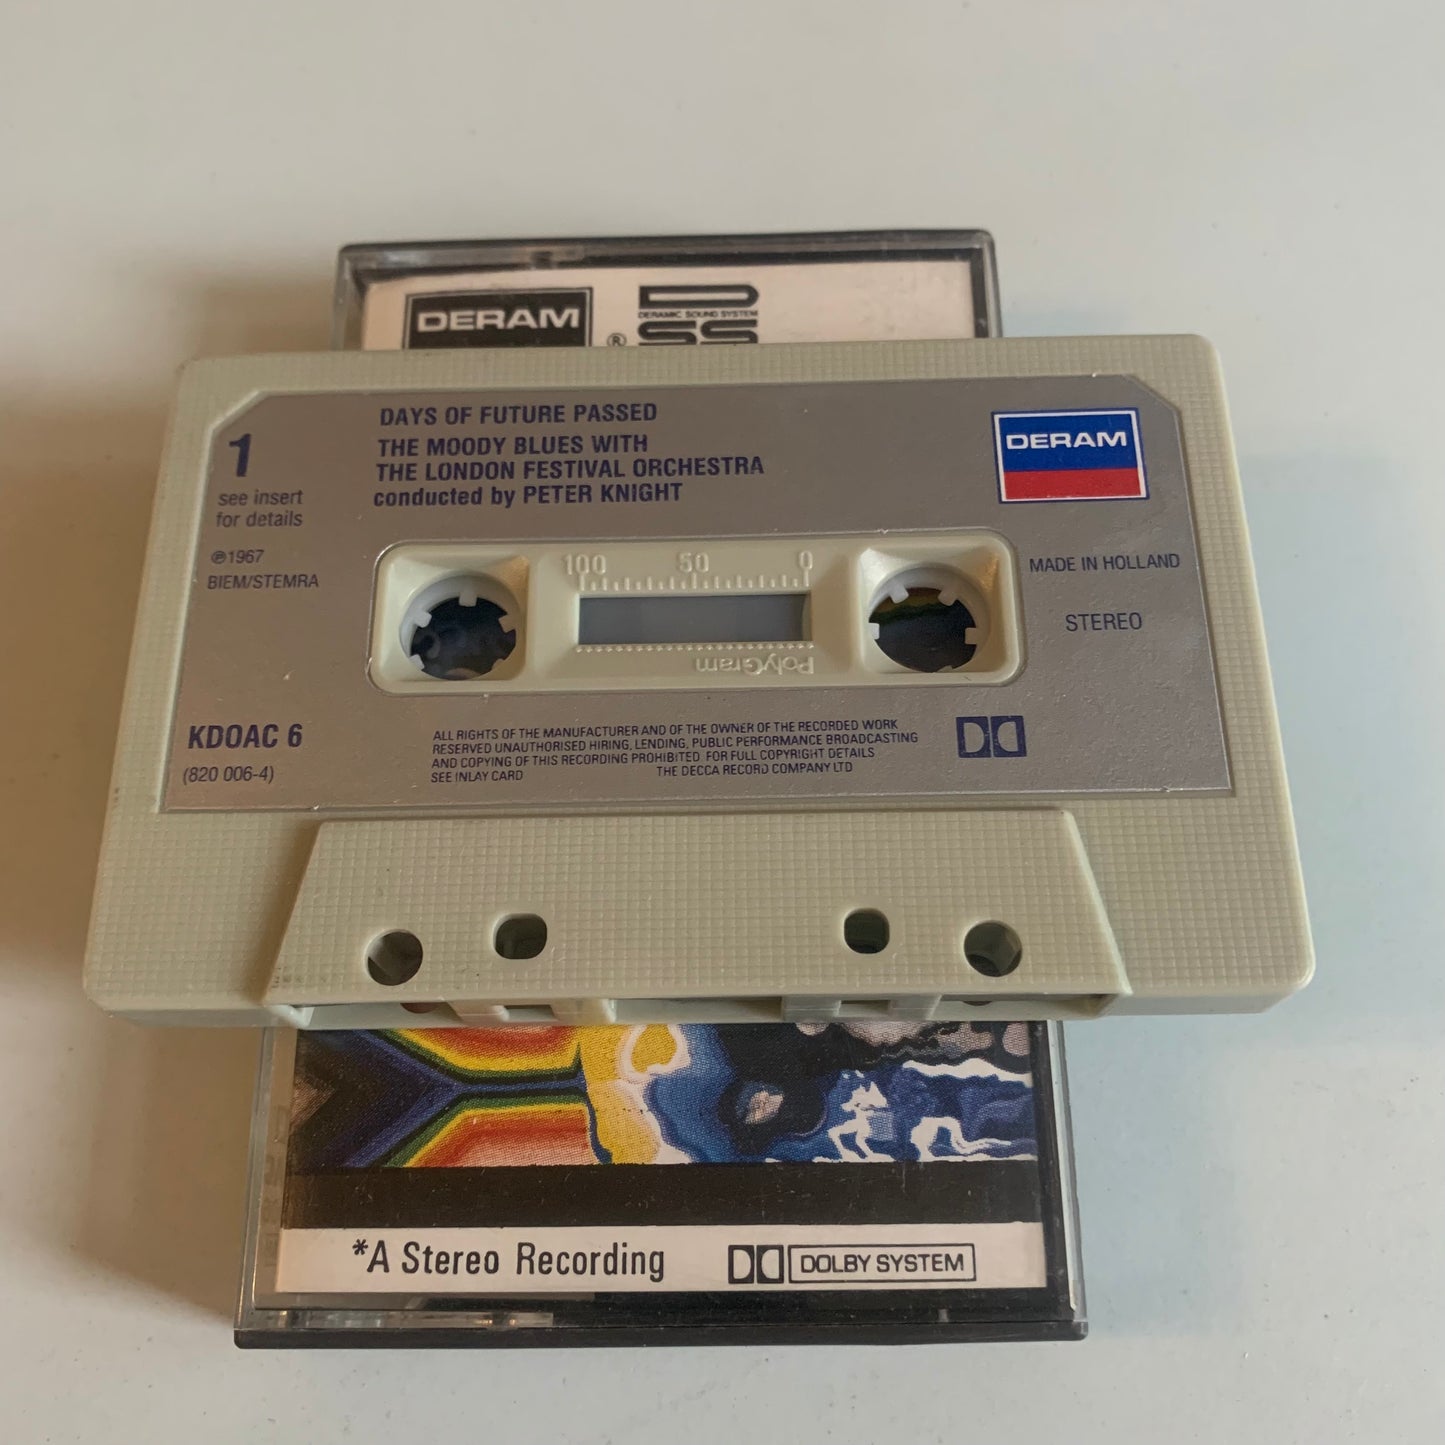 DERAM
®
DERAMIC SOUND SYSTEM
DAYS OF FUTURE PASSED
THE MOODY BLUES WITH
THE LONDON FESTIVAL ORCHESTRA
conducted by PETER KNIGHT
1
see insert
for details
℗1967
BIEM/STEMRA
DERAM
100 50 0
PolyGram
MADE IN HOLLAND
STEREO
KDOAC 6
(820 006-4)
ALL RIGHTS OF THE MANUFACTURER AND OF THE OWNER OF THE RECORDED WORK
RESERVED UNAUTHORISED HIRING, LENDING, PUBLIC PERFORMANCE BROADCASTING
AND COPYING OF THIS RECORDING PROHIBITED FOR FULL COPYRIGHT DETAILS
SEE INLAY CARD THE DECCA RECORD COMPANY LTD
*A Stereo Recording DOLBY SYSTEM